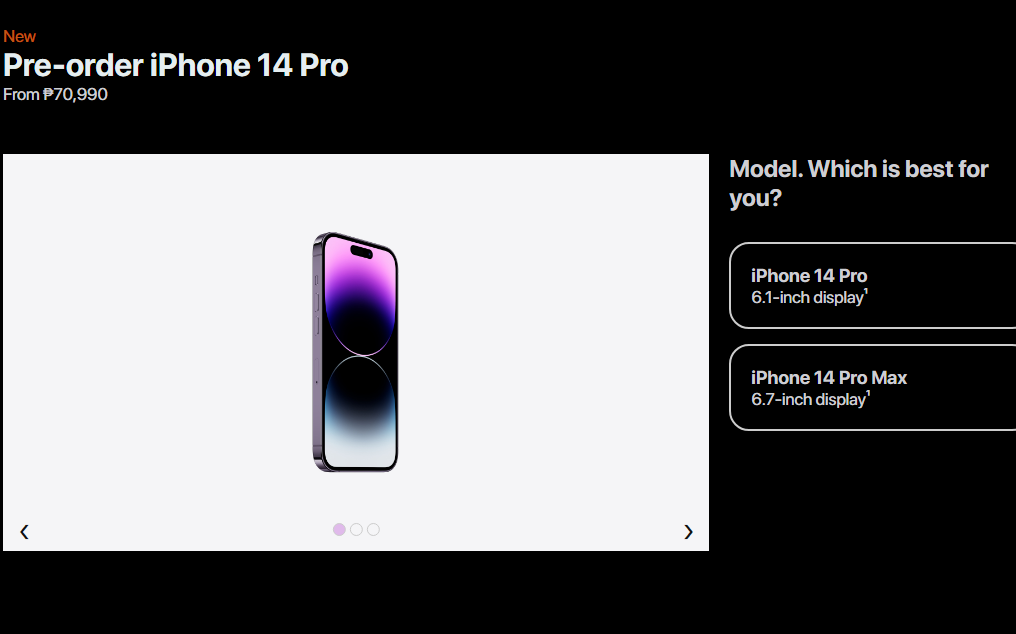 New
Pre-order iPhone 14 Pro
From ₱70,990
Model. Which is best for
you?
iPhone 14 Pro
6.1-inch display¹
iPhone 14 Pro Max
6.7-inch display¹